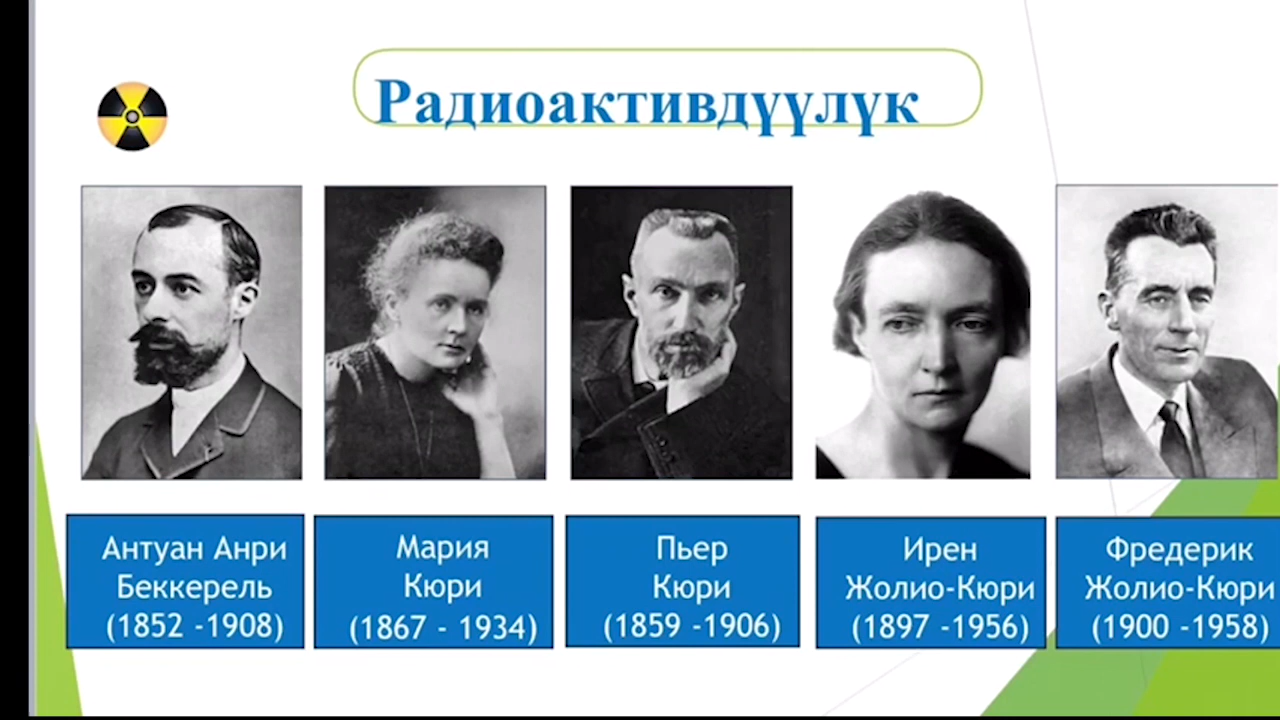 Радиоактивдүүлүк
Антуан Анри
Беккерель
(1852 -1908)
Мария
Кюри
(1867 - 1934)
Пьер
Кюри
(1859 -1906)
Ирен
Жолио-Кюри
(1897 -1956)
Фредерик
Жолио-Кюри
(1900 -1958)